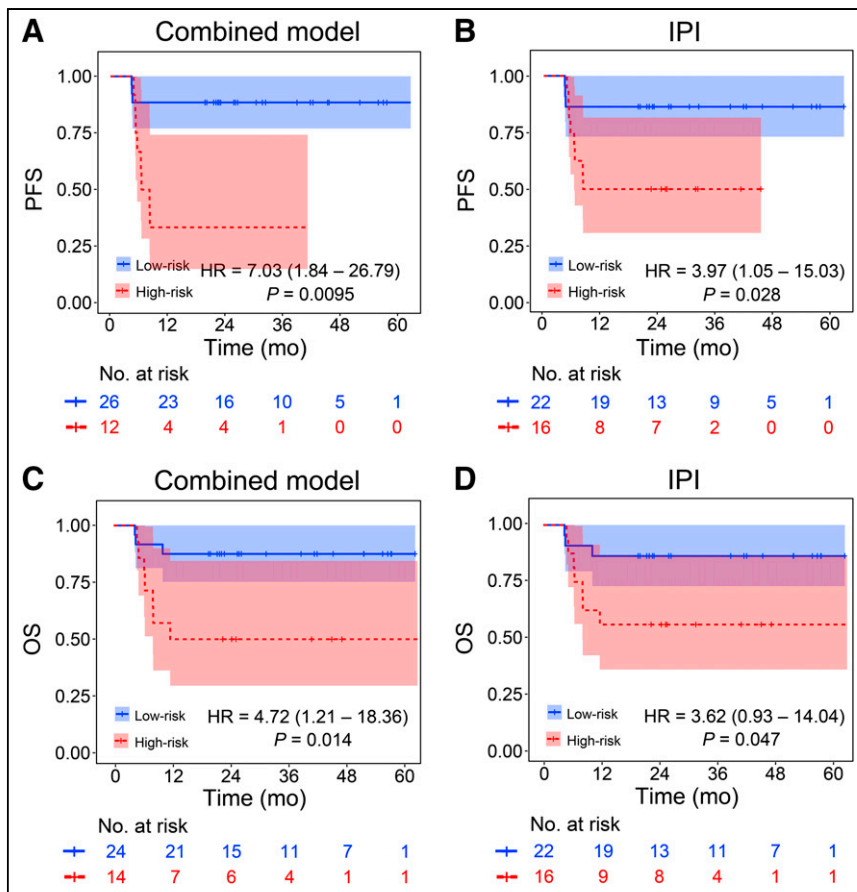 A
Combined model
1.00
0.75
0.50
0.25
0.00
PFS
Low-risk
High-risk
HR = 7.03 (1.84 – 26.79)
P = 0.0095
0 12 24 36 48 60
Time (mo)
No. at risk
26 23 16 10 5 1
12 4 4 1 0 0
B
IPI
1.00
0.75
0.50
0.25
0.00
PFS
Low-risk
High-risk
HR = 3.97 (1.05 – 15.03)
P = 0.028
0 12 24 36 48 60
Time (mo)
No. at risk
22 19 13 9 5 1
16 8 7 2 0 0
C
Combined model
1.00
0.75
0.50
0.25
0.00
OS
Low-risk
High-risk
HR = 4.72 (1.21 – 18.36)
P = 0.014
0 12 24 36 48 60
Time (mo)
No. at risk
24 21 15 11 7 1
14 7 6 4 1 1
D
IPI
1.00
0.75
0.50
0.25
0.00
OS
Low-risk
High-risk
HR = 3.62 (0.93 – 14.04)
P = 0.047
0 12 24 36 48 60
Time (mo)
No. at risk
22 19 13 11 7 1
16 9 8 4 1 1